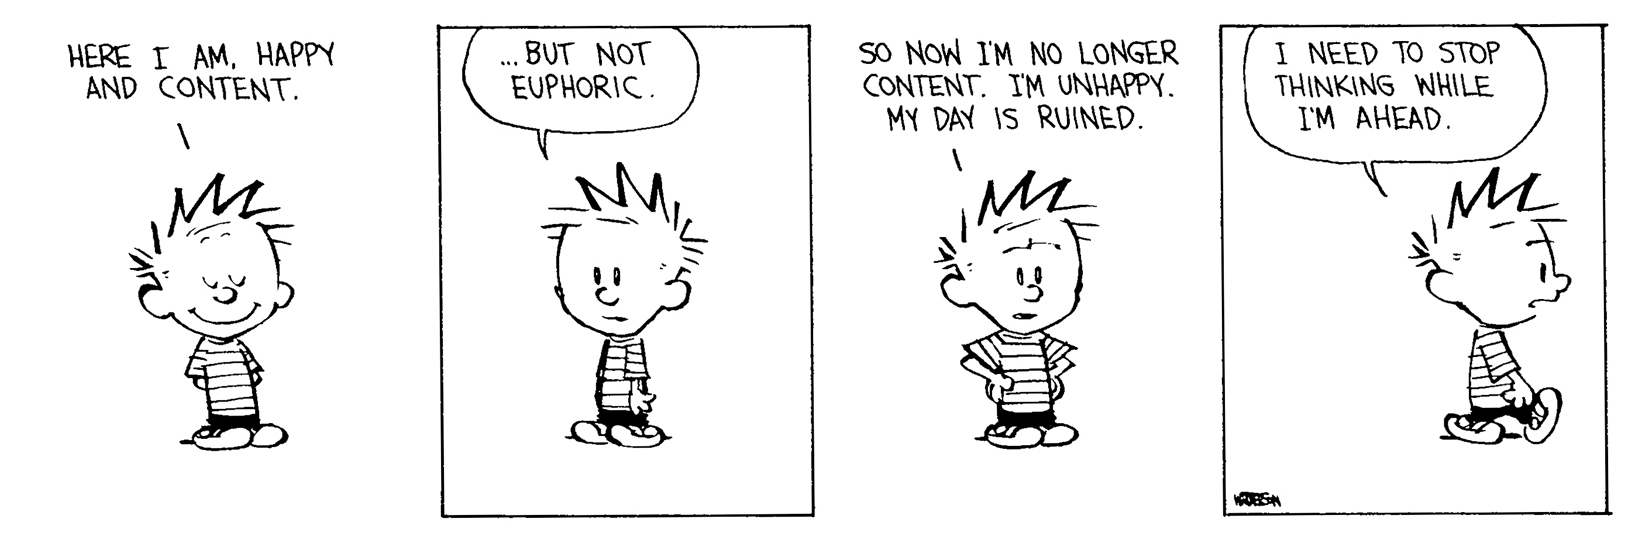 HERE I AM, HAPPY
AND CONTENT.
...BUT NOT
EUPHORIC.
SO NOW I'M NO LONGER
CONTENT. I'M UNHAPPY.
MY DAY IS RUINED.
I NEED TO STOP
THINKING WHILE
I'M AHEAD.
WATTERSON